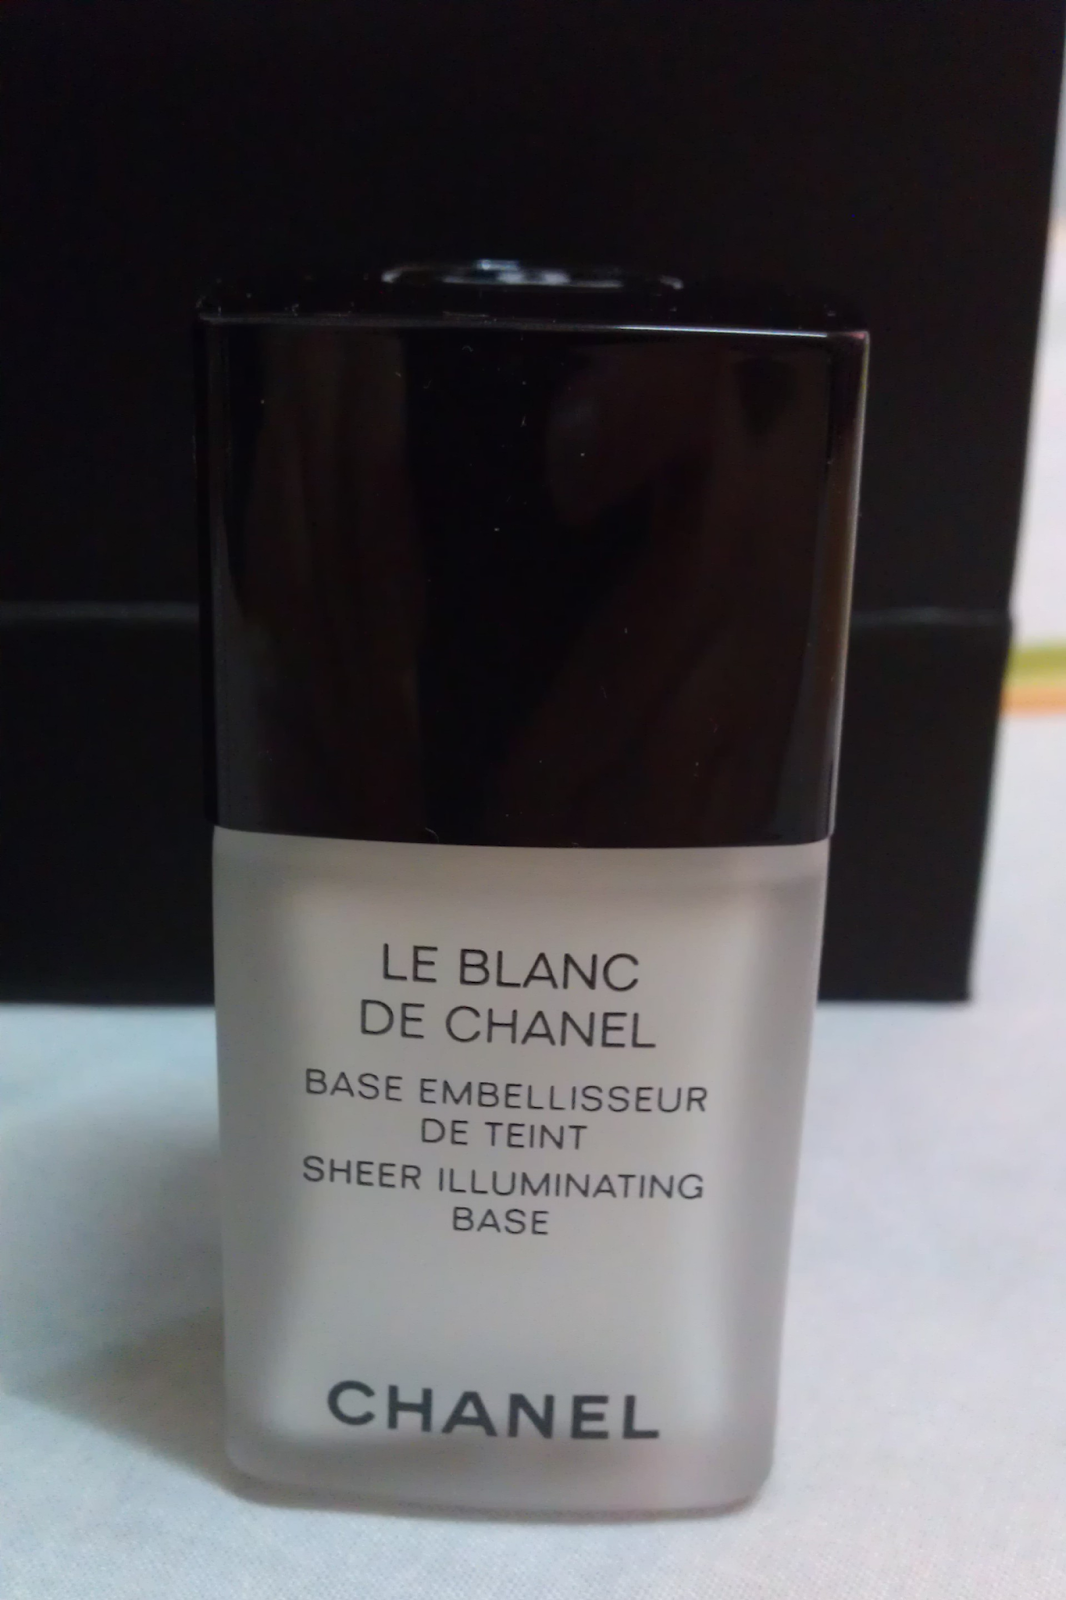 LE BLANC
DE CHANEL
BASE EMBELLISSEUR
DE TEINT
SHEER ILLUMINATING
BASE
CHANEL